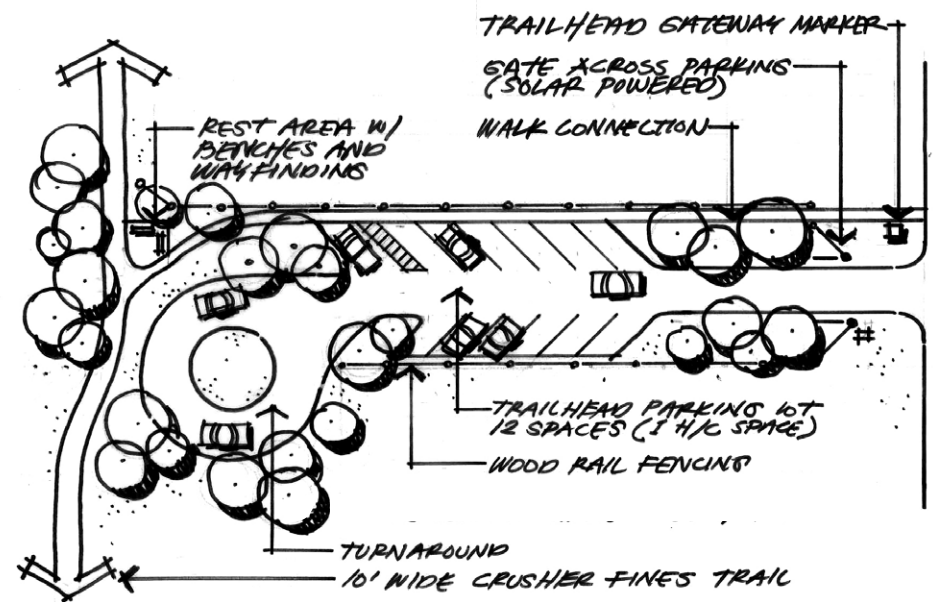 TRAILHEAD GATEWAY MARKER
GATE ACROSS PARKING
(SOLAR POWERED)
WALK CONNECTION
REST AREA W/
BENCHES AND
WAYFINDING
TRAILHEAD PARKING LOT
12 SPACES (1 H/C SPACE)
WOOD RAIL FENCING
TURNAROUND
10' WIDE CRUSHER FINES TRAIL